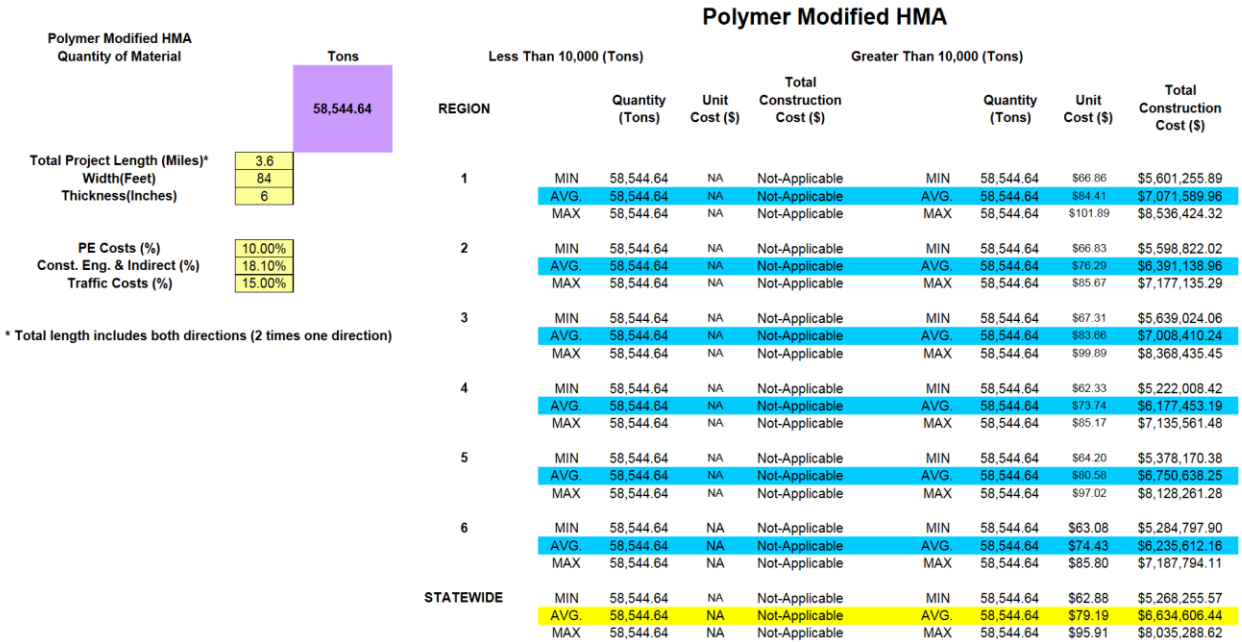 Polymer Modified HMA
Polymer Modified HMA
Quantity of Material Tons
58,544.64
Total Project Length (Miles)* 3.6
Width(Feet) 84
Thickness(Inches) 6
PE Costs (%) 10.00%
Const. Eng. & Indirect (%) 18.10%
Traffic Costs (%) 15.00%
* Total length includes both directions (2 times one direction)
Less Than 10,000 (Tons) Greater Than 10,000 (Tons)
REGION Quantity (Tons) Unit Cost ($) Total Construction Cost ($) Quantity (Tons) Unit Cost ($) Total Construction Cost ($)
1 MIN 58,544.64 NA Not-Applicable MIN 58,544.64 $66.86 $5,601,255.89
AVG. 58,544.64 NA Not-Applicable AVG. 58,544.64 $84.41 $7,071,589.96
MAX 58,544.64 NA Not-Applicable MAX 58,544.64 $101.89 $8,536,424.32
2 MIN 58,544.64 NA Not-Applicable MIN 58,544.64 $66.83 $5,598,822.02
AVG. 58,544.64 NA Not-Applicable AVG. 58,544.64 $76.29 $6,391,138.96
MAX 58,544.64 NA Not-Applicable MAX 58,544.64 $85.67 $7,177,135.29
3 MIN 58,544.64 NA Not-Applicable MIN 58,544.64 $67.31 $5,639,024.06
AVG. 58,544.64 NA Not-Applicable AVG. 58,544.64 $83.66 $7,008,410.24
MAX 58,544.64 NA Not-Applicable MAX 58,544.64 $99.89 $8,368,435.45
4 MIN 58,544.64 NA Not-Applicable MIN 58,544.64 $62.33 $5,222,008.42
AVG. 58,544.64 NA Not-Applicable AVG. 58,544.64 $73.74 $6,177,453.19
MAX 58,544.64 NA Not-Applicable MAX 58,544.64 $85.17 $7,135,561.48
5 MIN 58,544.64 NA Not-Applicable MIN 58,544.64 $64.20 $5,378,170.38
AVG. 58,544.64 NA Not-Applicable AVG. 58,544.64 $80.58 $6,750,638.25
MAX 58,544.64 NA Not-Applicable MAX 58,544.64 $97.02 $8,128,261.28
6 MIN 58,544.64 NA Not-Applicable MIN 58,544.64 $63.08 $5,284,797.90
AVG. 58,544.64 NA Not-Applicable AVG. 58,544.64 $74.43 $6,235,612.16
MAX 58,544.64 NA Not-Applicable MAX 58,544.64 $85.80 $7,187,794.11
STATEWIDE MIN 58,544.64 NA Not-Applicable MIN 58,544.64 $62.88 $5,268,255.57
AVG. 58,544.64 NA Not-Applicable AVG. 58,544.64 $79.19 $6,634,606.44
MAX 58,544.64 NA Not-Applicable MAX 58,544.64 $95.91 $8,035,288.62